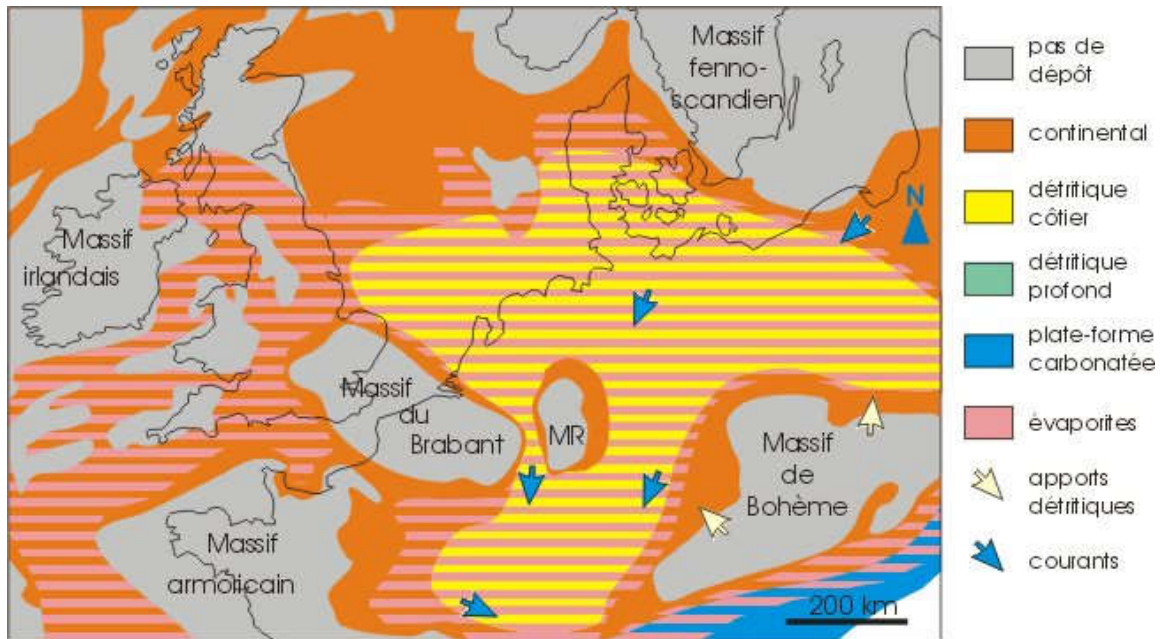 Massif
fenno-
scandien
N
Massif
irlandais
Massif
du
Brabant
MR
Massif
de
Bohème
Massif
armoricain
200 km
pas de
dépôt
continental
détritique
côtier
détritique
profond
plate-forme
carbonatée
évaporites
apports
détritiques
courants